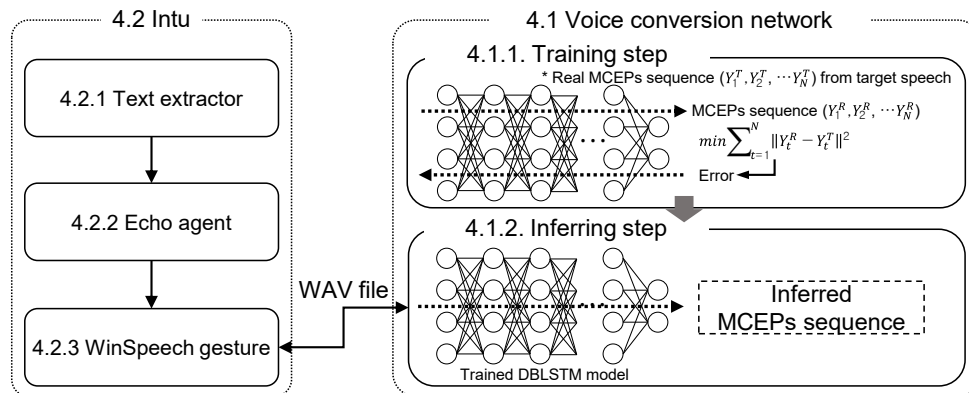 4.2 Intu
4.2.1 Text extractor
4.2.2 Echo agent
4.2.3 WinSpeech gesture
WAV file
4.1 Voice conversion network
4.1.1. Training step
* Real MCEPs sequence (Y₁ᵀ,Y₂ᵀ, ⋯Y_Nᵀ) from target speech
MCEPs sequence (Y₁ᴿ,Y₂ᴿ, ⋯Y_Nᴿ)
min∑_{t=1}^{N}‖Y_tᴿ − Y_tᵀ‖²
Error
...
4.1.2. Inferring step
...
Inferred
MCEPs sequence
Trained DBLSTM model